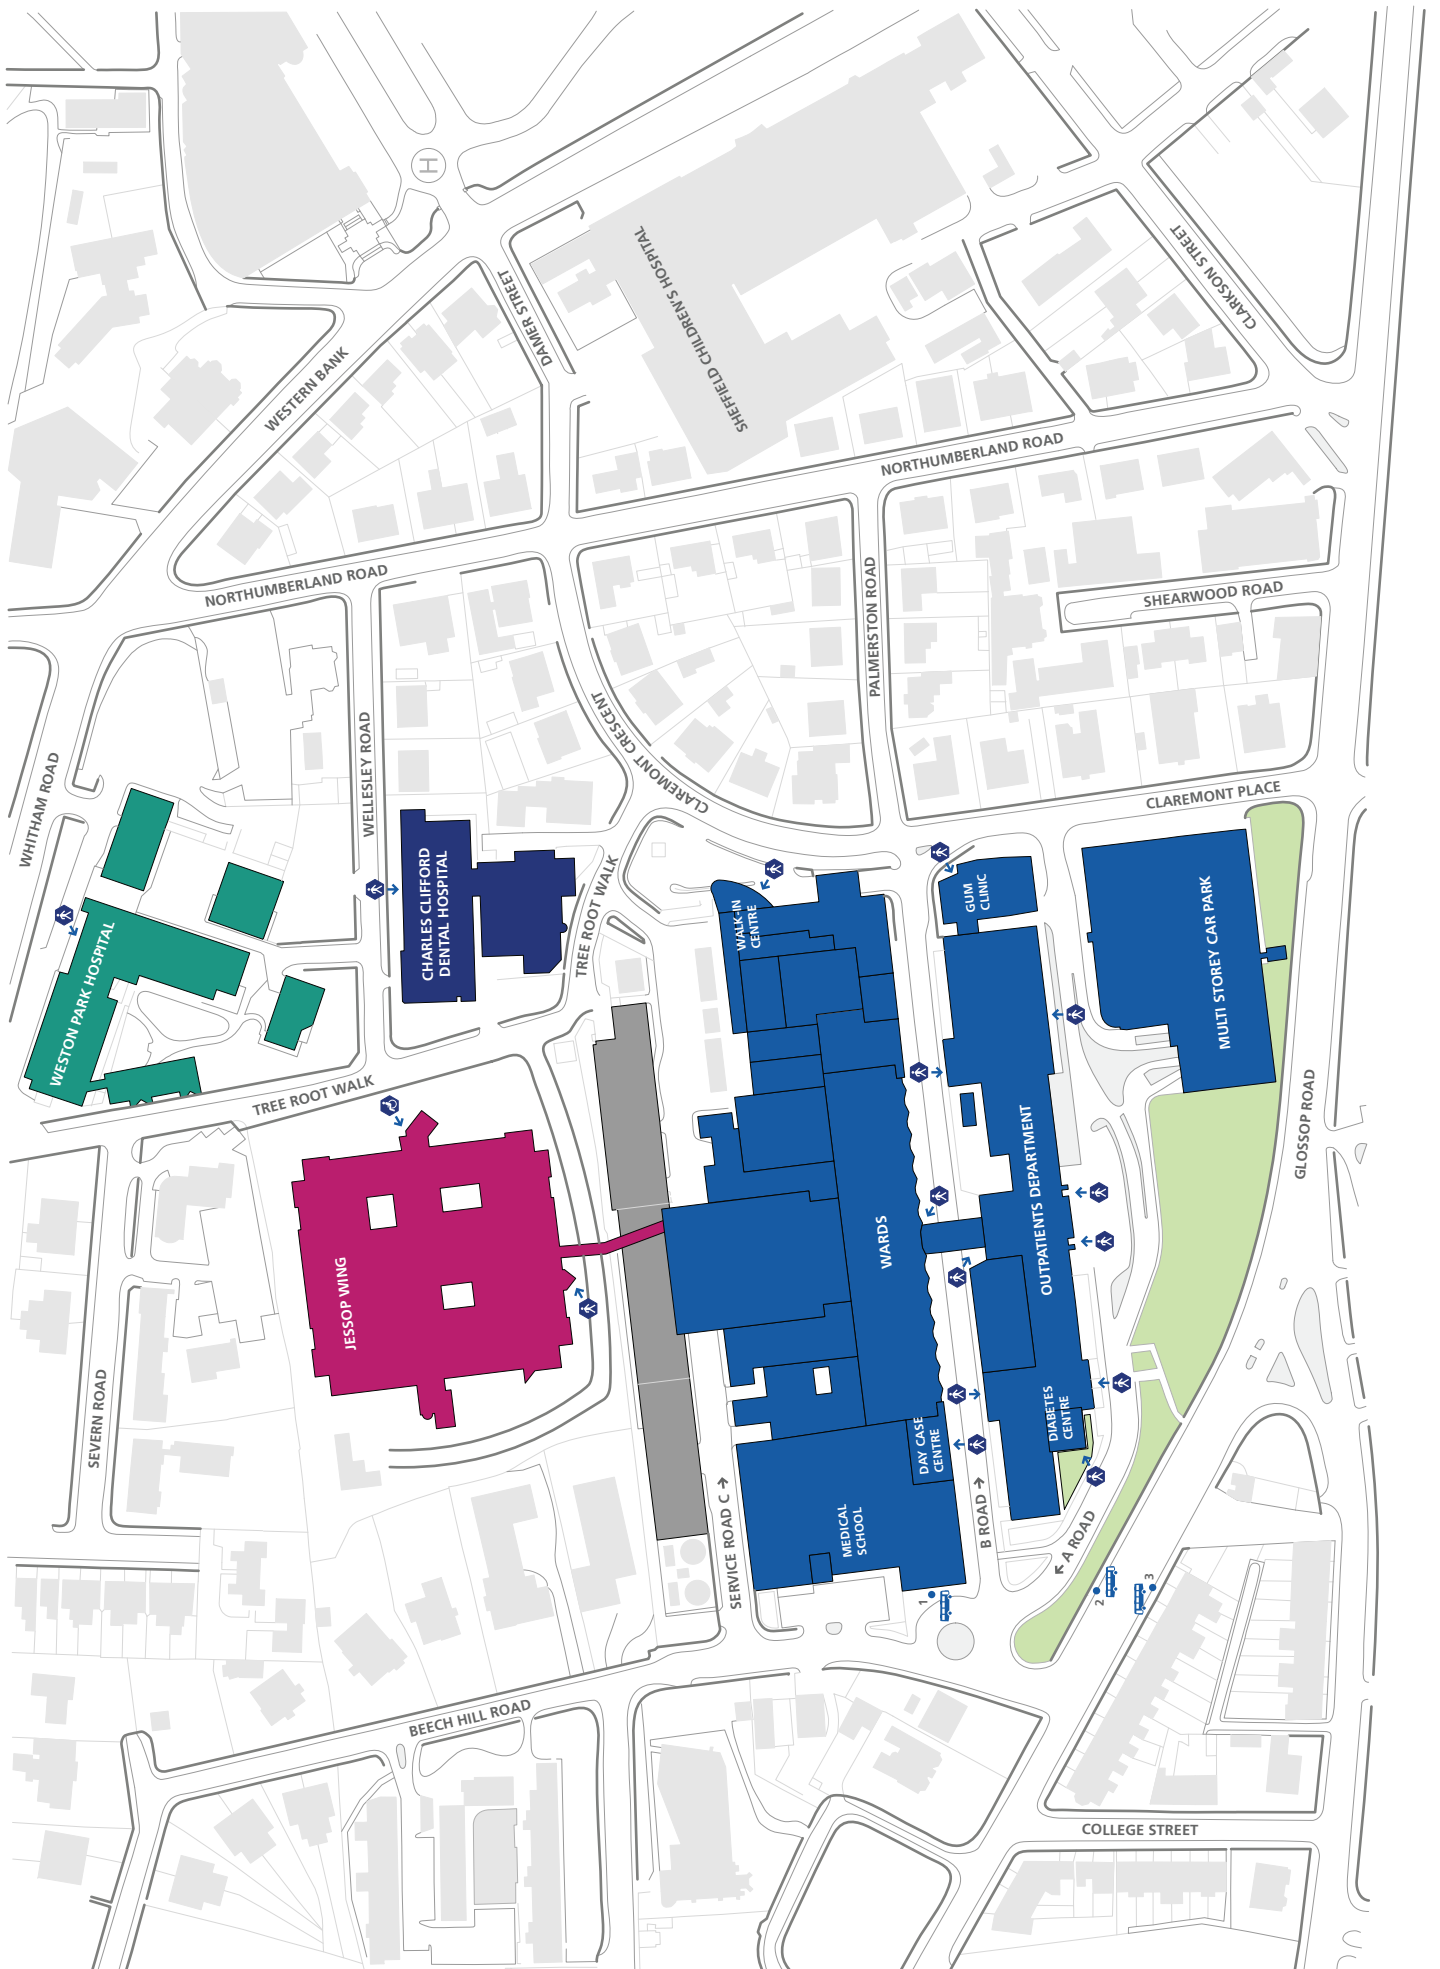 H
CLARKSON STREET
SHEFFIELD CHILDREN'S HOSPITAL
DAMER STREET
WESTERN BANK
NORTHUMBERLAND ROAD
NORTHUMBERLAND ROAD
PALMERSTON ROAD
SHEARWOOD ROAD
CLAREMONT CRESCENT
WELLESLEY ROAD
WHITHAM ROAD
CLAREMONT PLACE
CHARLES CLIFFORD
DENTAL HOSPITAL
TREE ROOT WALK
WALK-IN
CENTRE
GUM
CLINIC
MULTI STOREY CAR PARK
WESTON PARK HOSPITAL
TREE ROOT WALK
GLOSSOP ROAD
OUTPATIENTS DEPARTMENT
WARDS
JESSOP WING
SEVERN ROAD
DIABETES
CENTRE
DAY CASE
CENTRE
MEDICAL
SCHOOL
SERVICE ROAD C →
B ROAD →
← A ROAD
1
2
3
BEECH HILL ROAD
COLLEGE STREET